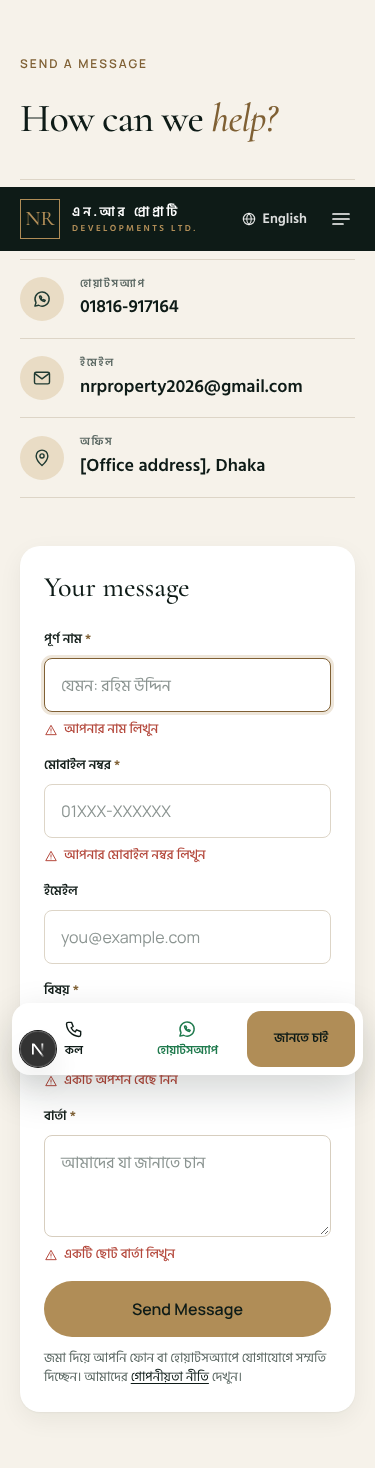 SEND A MESSAGE
How can we help?
NR
এন.আর প্রোপ্রার্টি
DEVELOPMENTS LTD.
English
হোয়াটসঅ্যাপ
01816-917164
ইমেইল
nrproperty2026@gmail.com
অফিস
[Office address], Dhaka
Your message
পূর্ণ নাম *
যেমন: রহিম উদ্দিন
আপনার নাম লিখুন
মোবাইল নম্বর *
01XXX-XXXXXX
আপনার মোবাইল নম্বর লিখুন
ইমেইল
you@example.com
বিষয় *
N
কল
হোয়াটসঅ্যাপ
জানতে চাই
একটি অপশন বেছে নিন
বার্তা *
আমাদের যা জানাতে চান
একটি ছোট বার্তা লিখুন
Send Message
জমা দিয়ে আপনি ফোন বা হোয়াটসঅ্যাপে যোগাযোগে সম্মতি
দিচ্ছেন। আমাদের গোপনীয়তা নীতি দেখুন।